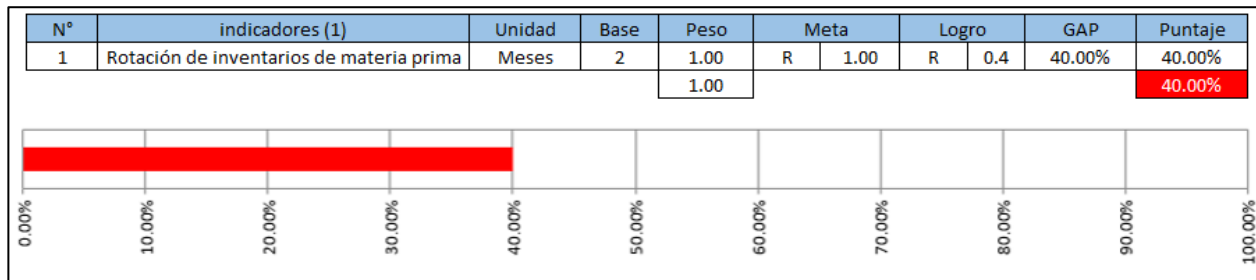 N° indicadores (1) Unidad Base Peso Meta Logro GAP Puntaje
1 Rotación de inventarios de materia prima Meses 2 1.00 R 1.00 R 0.4 40.00% 40.00%
1.00 40.00%
0.00% 10.00% 20.00% 30.00% 40.00% 50.00% 60.00% 70.00% 80.00% 90.00% 100.00%